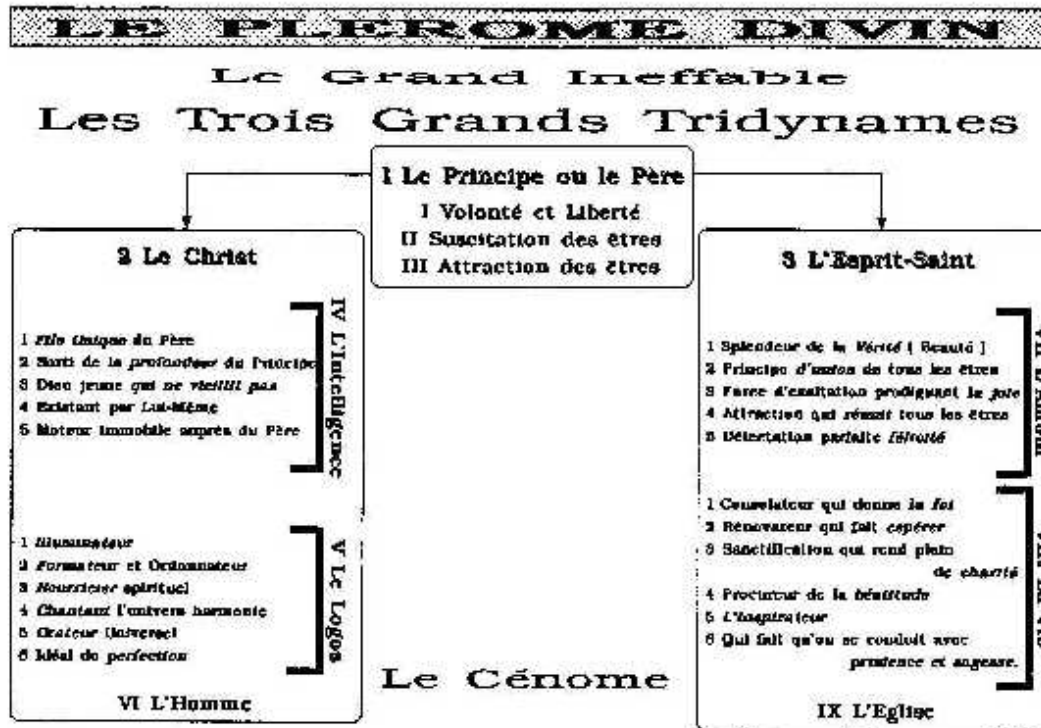 LE PLEROME DIVIN
Le Grand Ineffable
Les Trois Grands Tridynames
1 Le Principe ou le Père
I Volonté et Liberté
II Suscitation des êtres
III Attraction des êtres
2 Le Christ
IV L'Intelligence
1 Fils Unique du Père
2 Sorti de la profondeur du Principe
3 Dieu jeune qui ne vieillit pas
4 Existant par Lui-Même
5 Moteur immobile auprès du Père
V Le Logos
1 Illuminateur
2 Formateur et Ordonnateur
3 Nourricier spirituel
4 Chantant l'univers harmonie
5 Orateur Universel
6 Idéal de perfection
VI L'Homme
3 L'Esprit-Saint
1 Splendeur de la Vérité [ Beauté ]
2 Principe d'union de tous les êtres
3 Force d'exaltation prodiguant la joie
4 Attraction qui réunit tous les êtres
5 Délectation parfaite félicité
1 Consolateur qui donne la foi
2 Rénovateur qui fait espérer
3 Sanctification qui rend plain
de charité
4 Procureur de la béatitude
5 L'Inspirateur
6 Qui fait qu'on se conduit avec
prudence et sagesse.
IX L'Eglise
Le Cénome